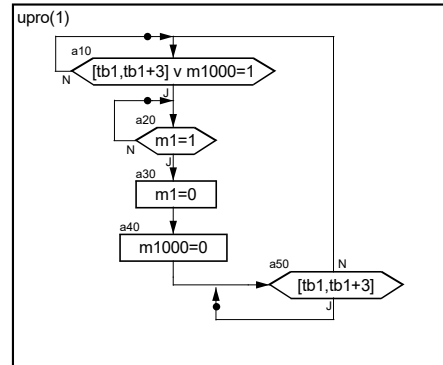 upro(1)
a10
[tb1,tb1+3] v m1000=1
N
J
a20
m1=1
N
J
a30
m1=0
a40
m1000=0
a50
N
[tb1,tb1+3]
J